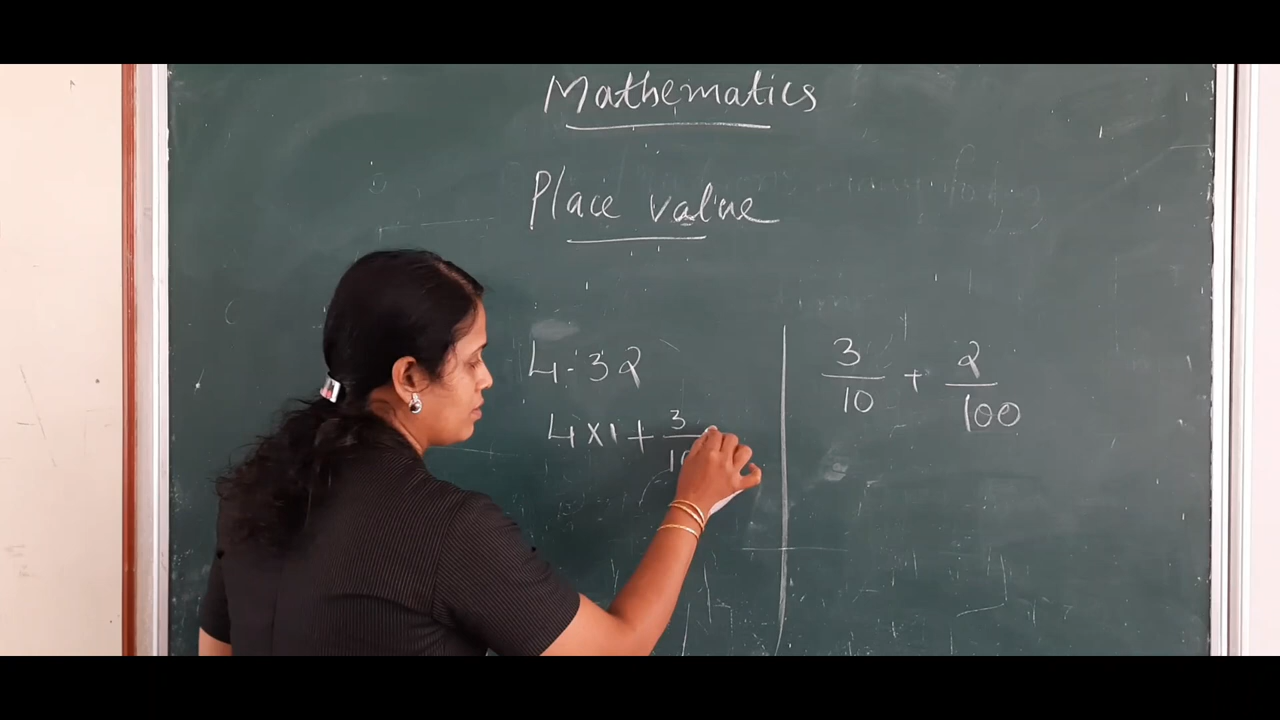 Mathematics
Place value
4.32
4 x 1 + 3/10
3/10 + 2/100